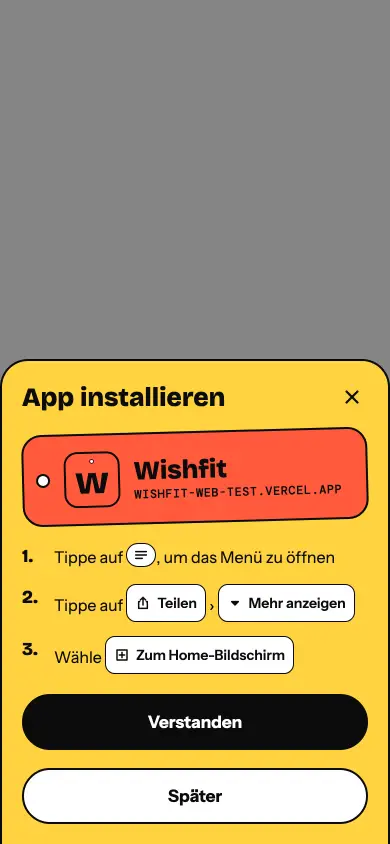 App installieren
W
Wishfit
WISHFIT-WEB-TEST.VERCEL.APP
1. Tippe auf , um das Menü zu öffnen
2. Tippe auf Teilen › Mehr anzeigen
3. Wähle Zum Home-Bildschirm
Verstanden
Später